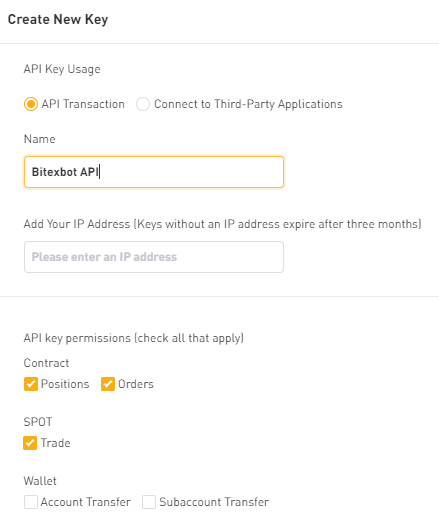 Create New Key
API Key Usage
API Transaction Connect to Third-Party Applications
Name
Bitexbot API
Add Your IP Address (Keys without an IP address expire after three months)
Please enter an IP address
API key permissions (check all that apply)
Contract
Positions Orders
SPOT
Trade
Wallet
Account Transfer Subaccount Transfer